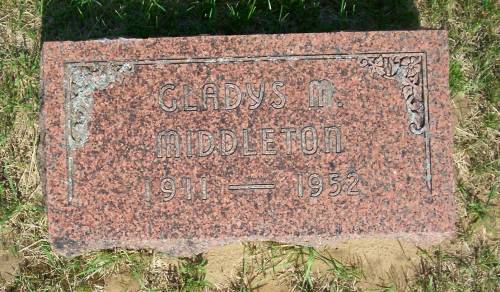 GLADYS M.
MIDDLETON
1911 — 1952